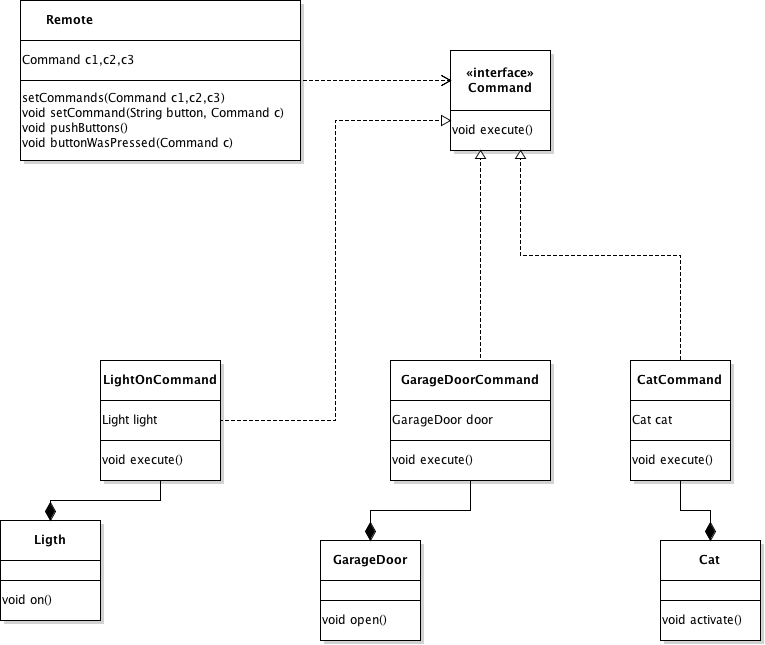 Remote
Command c1,c2,c3
setCommands(Command c1,c2,c3)
void setCommand(String button, Command c)
void pushButtons()
void buttonWasPressed(Command c)
«interface»
Command
void execute()
LightOnCommand
Light light
void execute()
GarageDoorCommand
GarageDoor door
void execute()
CatCommand
Cat cat
void execute()
Ligth
void on()
GarageDoor
void open()
Cat
void activate()